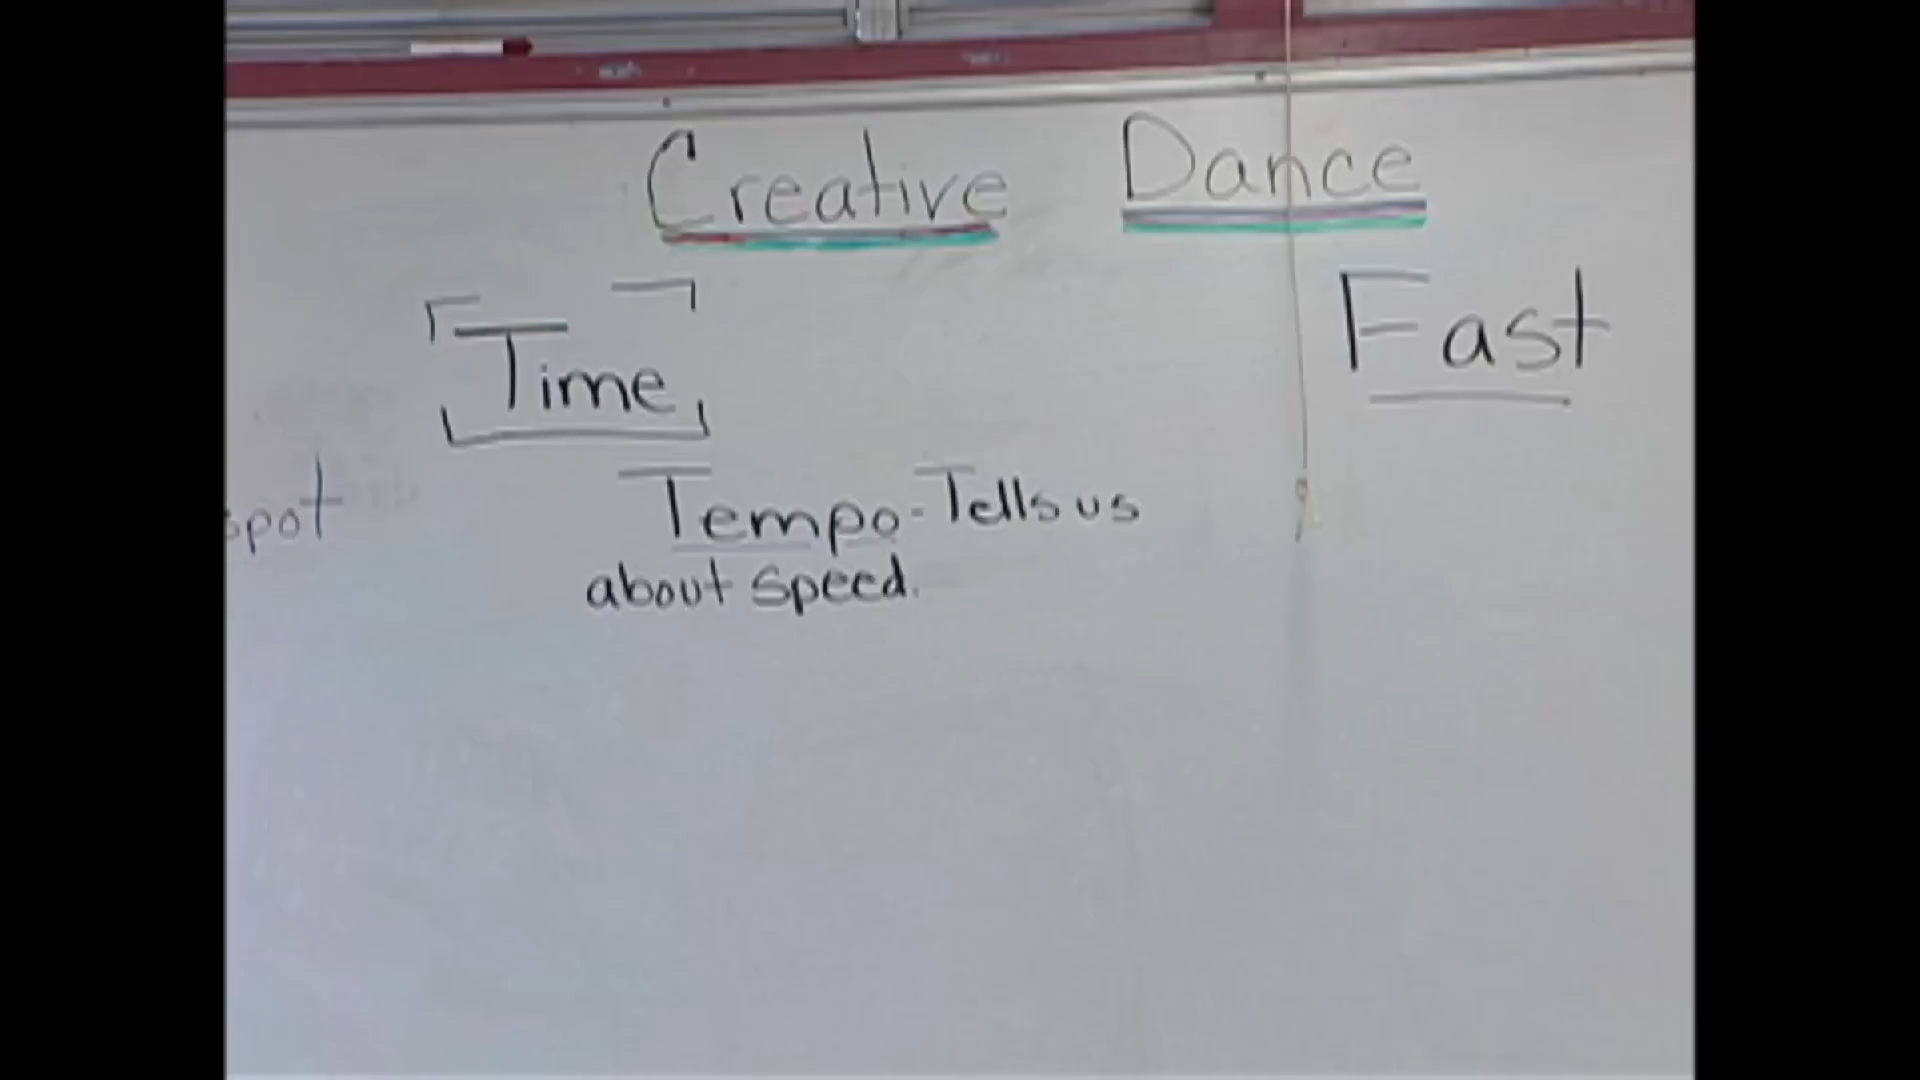 Creative Dance
Time
Fast
spot
Tempo - Tells us
about speed.